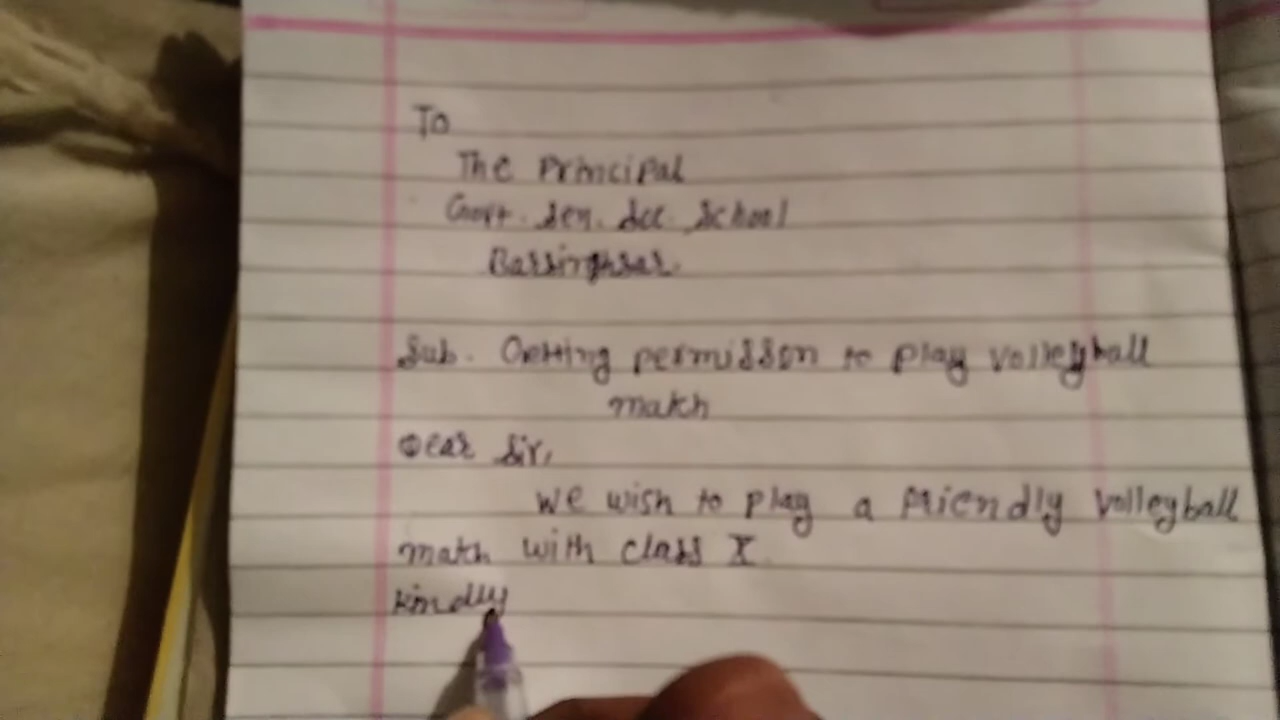 To
The Principal
Govt. Sen. Sec. School
Barsinghsar.
Sub. Getting permisson to play volleyball
match
Dear Sir,
We wish to play a friendly volleyball
match with class X.
Kindly